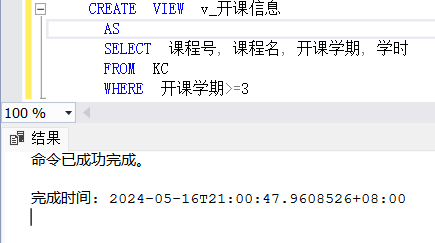 CREATE VIEW v_开课信息
AS
SELECT 课程号, 课程名, 开课学期, 学时
FROM KC
WHERE 开课学期>=3
100 %
结果
命令已成功完成。
完成时间: 2024-05-16T21:00:47.9608526+08:00